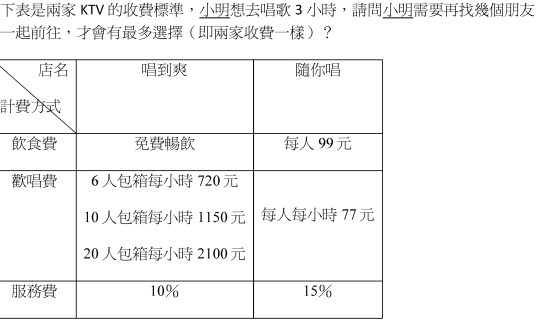 下表是兩家 KTV 的收費標準，小明想去唱歌 3 小時，請問小明需要再找幾個朋友
一起前往，才會有最多選擇（即兩家收費一樣）？
店名 唱到爽 隨你唱
計費方式
飲食費 免費暢飲 每人 99 元
歡唱費 6 人包箱每小時 720 元
10 人包箱每小時 1150 元 每人每小時 77 元
20 人包箱每小時 2100 元
服務費 10% 15%